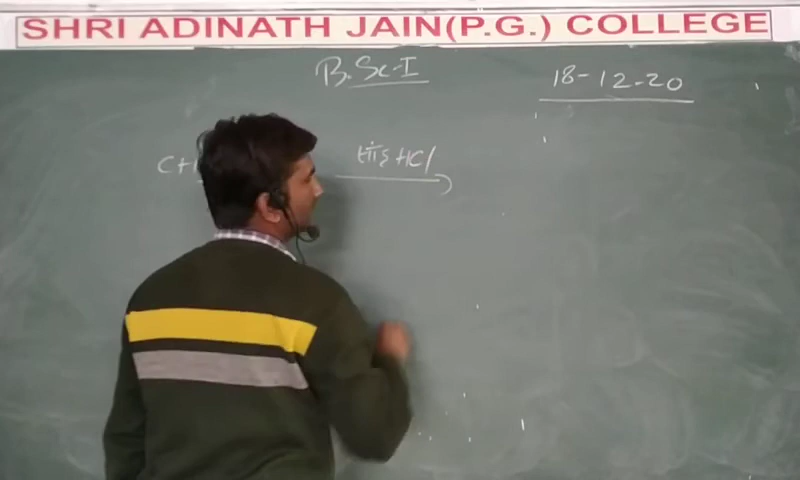 SHRI ADINATH JAIN(P.G.) COLLEGE
B.Sc-I
18-12-20
सांद्र HCl